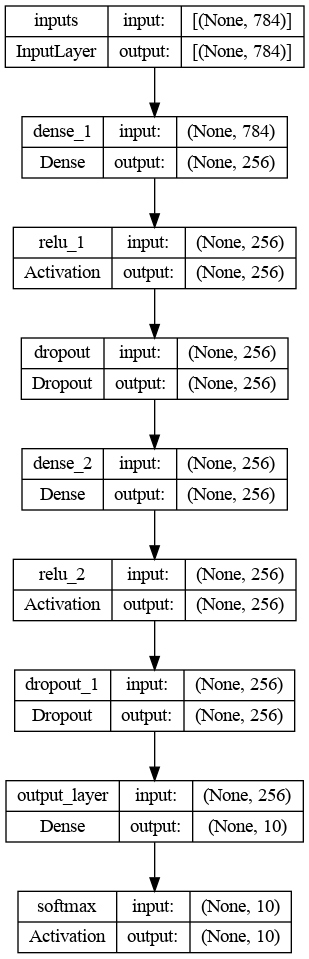 inputs input: [(None, 784)]
InputLayer output: [(None, 784)]
dense_1 input: (None, 784)
Dense output: (None, 256)
relu_1 input: (None, 256)
Activation output: (None, 256)
dropout input: (None, 256)
Dropout output: (None, 256)
dense_2 input: (None, 256)
Dense output: (None, 256)
relu_2 input: (None, 256)
Activation output: (None, 256)
dropout_1 input: (None, 256)
Dropout output: (None, 256)
output_layer input: (None, 256)
Dense output: (None, 10)
softmax input: (None, 10)
Activation output: (None, 10)